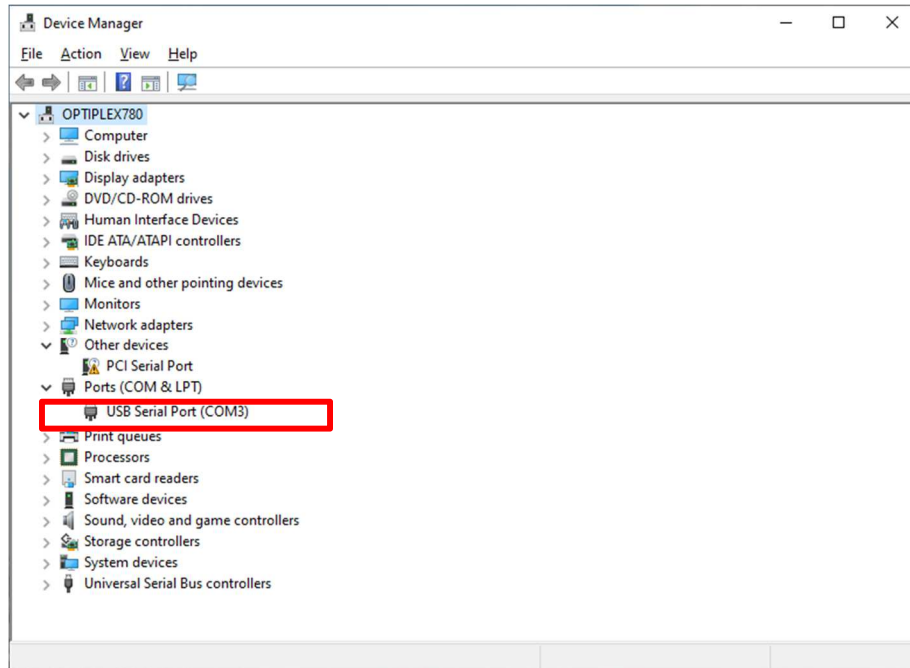 Device Manager
File Action View Help
OPTIPLEX780
Computer
Disk drives
Display adapters
DVD/CD-ROM drives
Human Interface Devices
IDE ATA/ATAPI controllers
Keyboards
Mice and other pointing devices
Monitors
Network adapters
Other devices
PCI Serial Port
Ports (COM & LPT)
USB Serial Port (COM3)
Print queues
Processors
Smart card readers
Software devices
Sound, video and game controllers
Storage controllers
System devices
Universal Serial Bus controllers